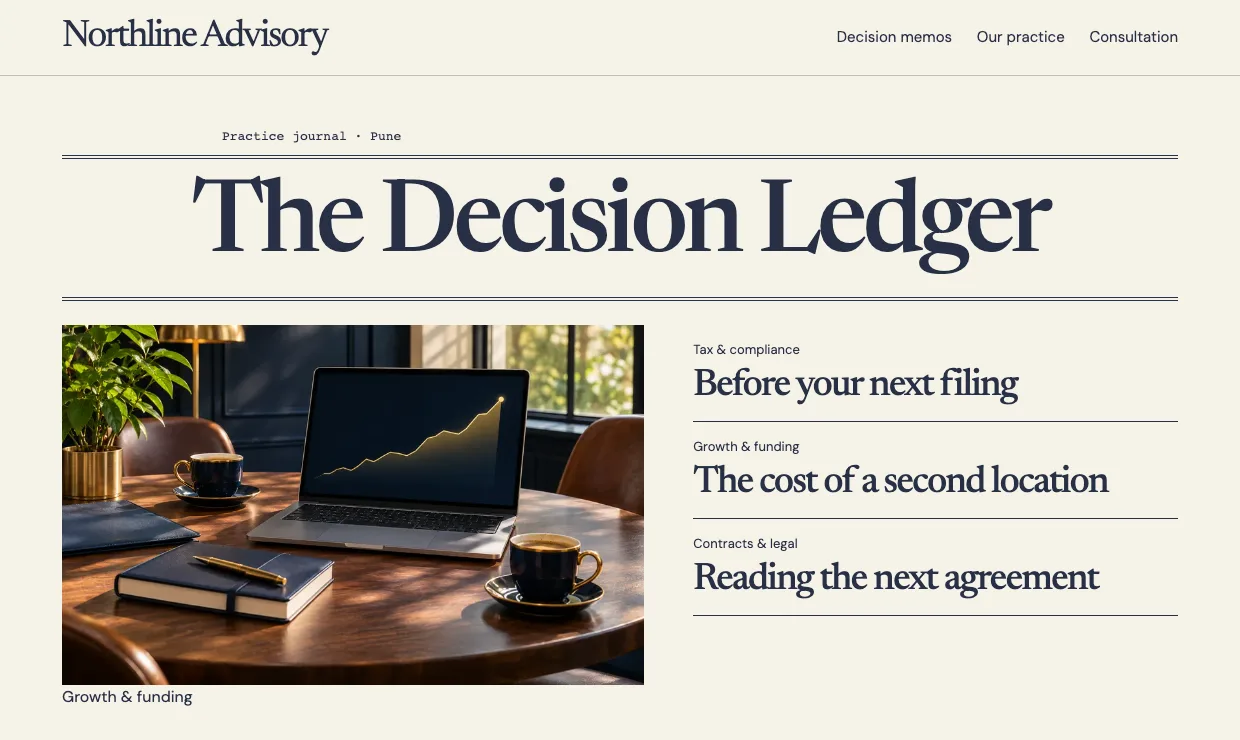 Northline Advisory
Decision memos
Our practice
Consultation
Practice journal · Pune
The Decision Ledger
Tax & compliance
Before your next filing
Growth & funding
The cost of a second location
Contracts & legal
Reading the next agreement
Growth & funding